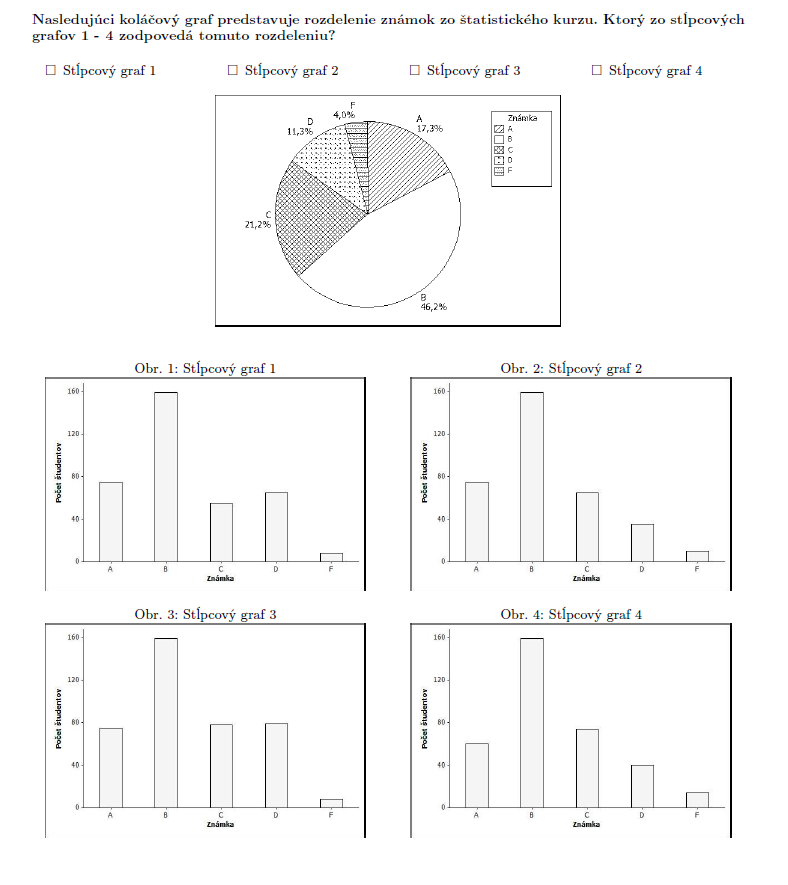 Nasledujúci koláčový graf predstavuje rozdelenie známok zo štatistického kurzu. Ktorý zo stĺpcových
grafov 1 - 4 zodpovedá tomuto rozdeleniu?
□ Stĺpcový graf 1 □ Stĺpcový graf 2 □ Stĺpcový graf 3 □ Stĺpcový graf 4
F
4,0%
A
17,3%
D
11,3%
C
21,2%
B
46,2%
Známka
A
B
C
D
F
Obr. 1: Stĺpcový graf 1
160
120
80
40
0
Počet študentov
A B C D F
Známka
Obr. 2: Stĺpcový graf 2
160
120
80
40
0
Počet študentov
A B C D F
Známka
Obr. 3: Stĺpcový graf 3
160
120
80
40
0
Počet študentov
A B C D F
Známka
Obr. 4: Stĺpcový graf 4
160
120
80
40
0
Počet študentov
A B C D F
Známka